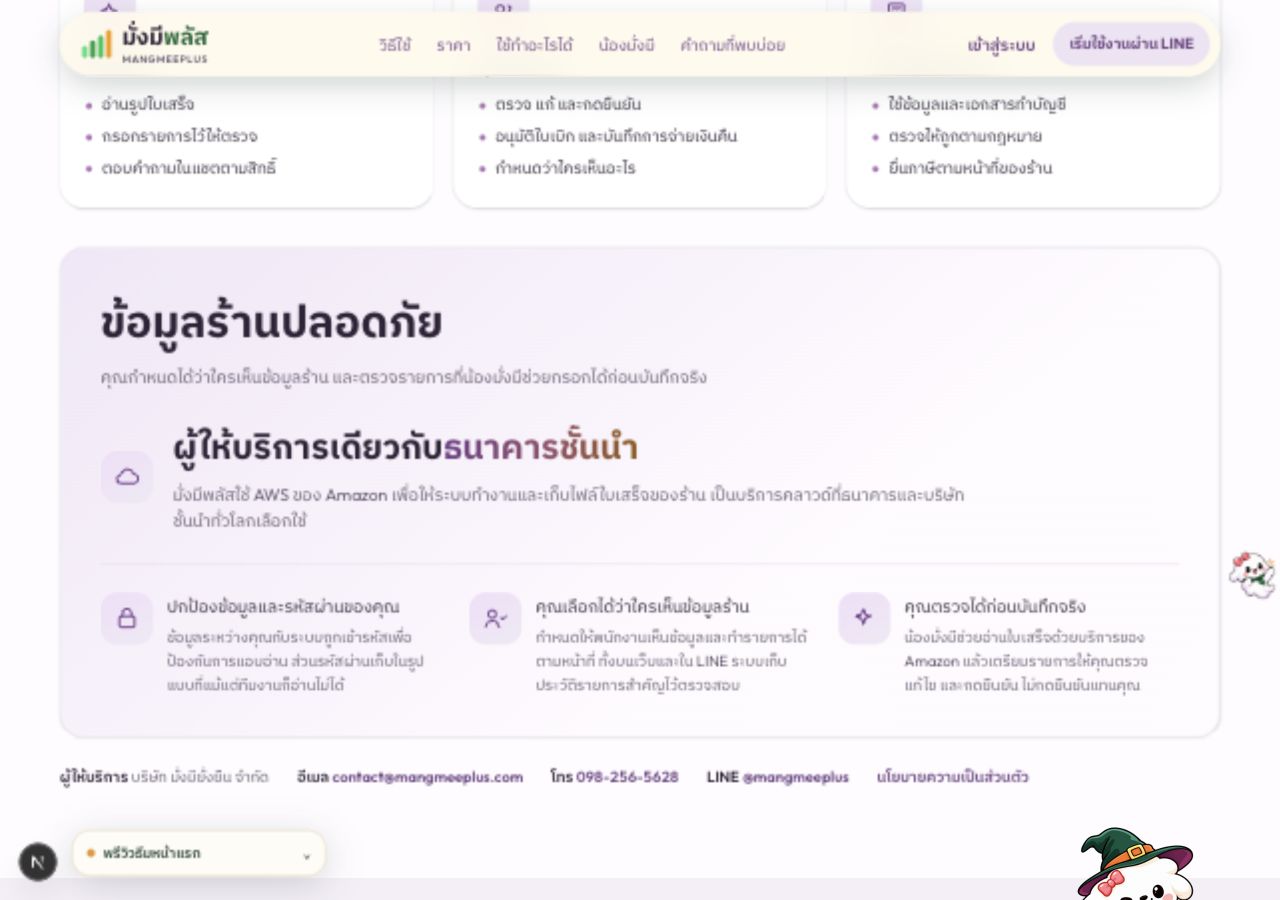 มั่งมีพลัส
MANGMEEPLUS
วิธีใช้
ราคา
ใช้ทำอะไรได้
น้องมั่งมี
คำถามที่พบบ่อย
เข้าสู่ระบบ
เริ่มใช้งานผ่าน LINE
อ่านรูปใบเสร็จ
กรอกรายการไว้ให้ตรวจ
ตอบคำถามในแชตตามสิทธิ์
ตรวจ แก้ และกดยืนยัน
อนุมัติใบเบิก และบันทึกการจ่ายเงินคืน
กำหนดว่าใครเห็นอะไร
ใช้ข้อมูลและเอกสารทำบัญชี
ตรวจให้ถูกตามกฎหมาย
ยื่นภาษีตามหน้าที่ของร้าน
ข้อมูลร้านปลอดภัย
คุณกำหนดได้ว่าใครเห็นข้อมูลร้าน และตรวจรายการที่น้องมั่งมีช่วยกรอกได้ก่อนบันทึกจริง
ผู้ให้บริการเดียวกับธนาคารชั้นนำ
มั่งมีพลัสใช้ AWS ของ Amazon เพื่อให้ระบบทำงานและเก็บไฟล์ใบเสร็จของร้าน เป็นบริการคลาวด์ที่ธนาคารและบริษัท
ชั้นนำทั่วโลกเลือกใช้
ปกป้องข้อมูลและรหัสผ่านของคุณ
ข้อมูลระหว่างคุณกับระบบถูกเข้ารหัสเพื่อ
ป้องกันการแอบอ่าน ส่วนรหัสผ่านเก็บในรูป
แบบที่แม้แต่ทีมงานก็อ่านไม่ได้
คุณเลือกได้ว่าใครเห็นข้อมูลร้าน
กำหนดให้พนักงานเห็นข้อมูลและทำรายการได้
ตามหน้าที่ ทั้งบนเว็บและใน LINE ระบบเก็บ
ประวัติรายการสำคัญไว้ตรวจสอบ
คุณตรวจได้ก่อนบันทึกจริง
น้องมั่งมีช่วยอ่านใบเสร็จด้วยบริการของ
Amazon แล้วเตรียมรายการให้คุณตรวจ
แก้ไข และกดยืนยัน ไม่กดยืนยันแทนคุณ
ผู้ให้บริการ บริษัท มั่งมียั่งยืน จำกัด
อีเมล contact@mangmeeplus.com
โทร 098-256-5628
LINE @mangmeeplus
นโยบายความเป็นส่วนตัว
N
พรีวิวธีมหน้าแรก